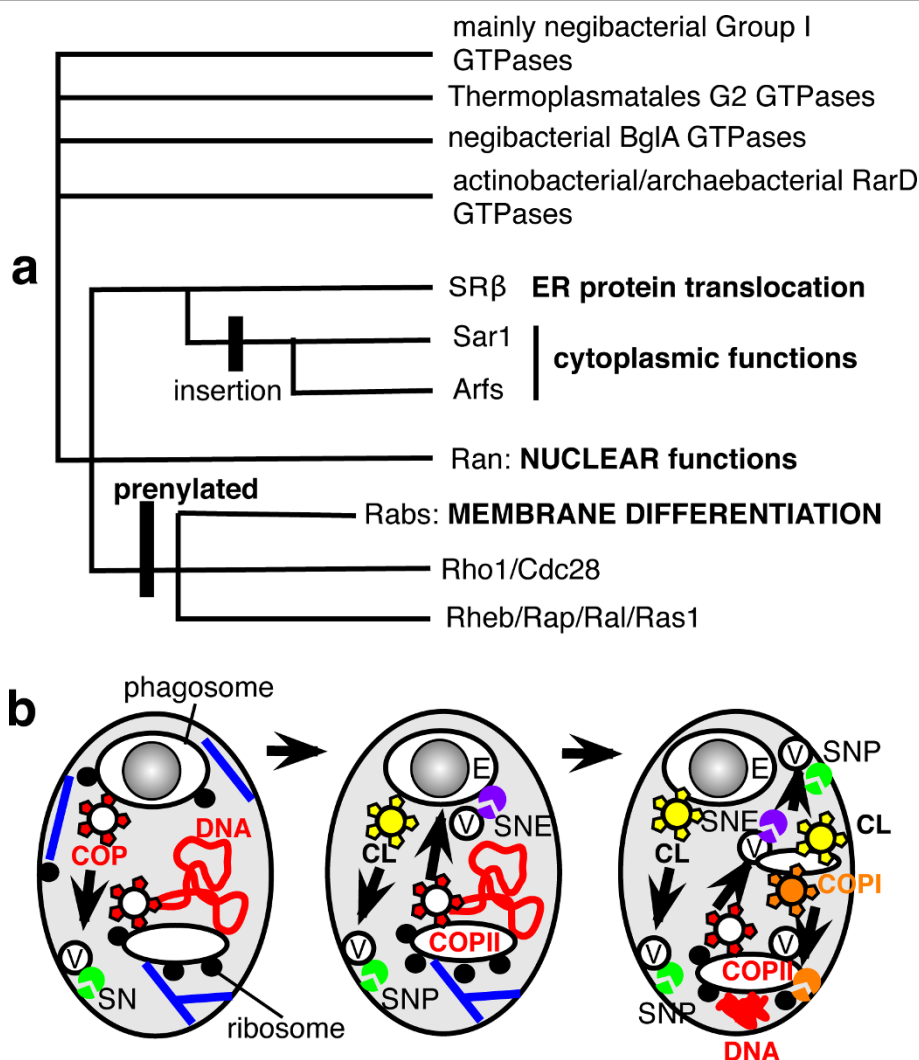 mainly negibacterial Group I
GTPases
Thermoplasmatales G2 GTPases
negibacterial BglA GTPases
actinobacterial/archaebacterial RarD
GTPases
a
SRβ ER protein translocation
Sar1
cytoplasmic functions
insertion
Arfs
Ran: NUCLEAR functions
prenylated
Rabs: MEMBRANE DIFFERENTIATION
Rho1/Cdc28
Rheb/Rap/Ral/Ras1
b
phagosome
COP
DNA
V
SN
ribosome
E
V
SNE
CL
COPII
V
SNP
V
SNP
E
SNE
CL
V
CL
COPI
V
COPII
V
SNP
DNA